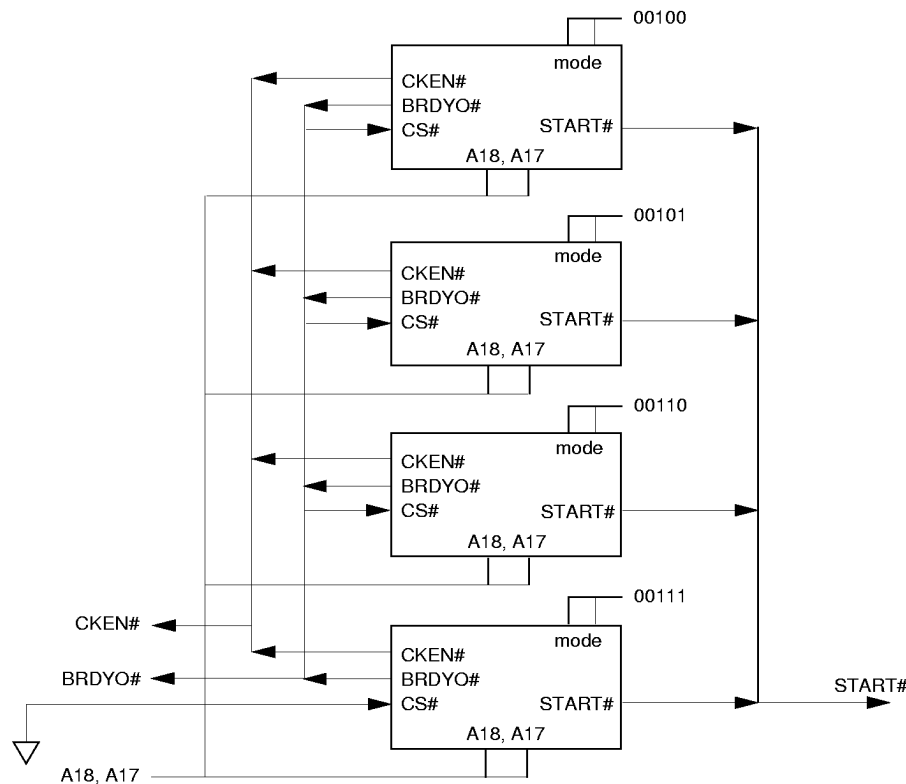 00100
mode
CKEN#
BRDYO#
CS#
START#
A18, A17
00101
mode
CKEN#
BRDYO#
CS#
START#
A18, A17
00110
mode
CKEN#
BRDYO#
CS#
START#
A18, A17
00111
mode
CKEN#
CKEN#
BRDYO#
BRDYO#
CS#
START#
START#
A18, A17
A18, A17